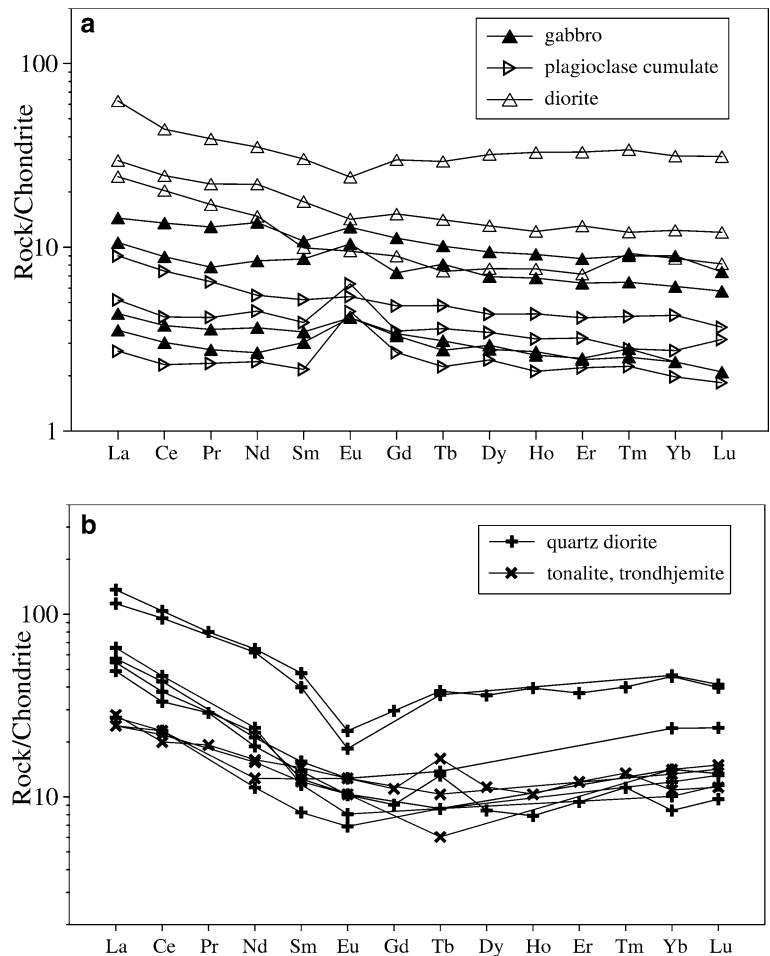 a
gabbro
plagioclase cumulate
diorite
100
10
1
Rock/Chondrite
La Ce Pr Nd Sm Eu Gd Tb Dy Ho Er Tm Yb Lu
b
quartz diorite
tonalite, trondhjemite
100
10
Rock/Chondrite
La Ce Pr Nd Sm Eu Gd Tb Dy Ho Er Tm Yb Lu